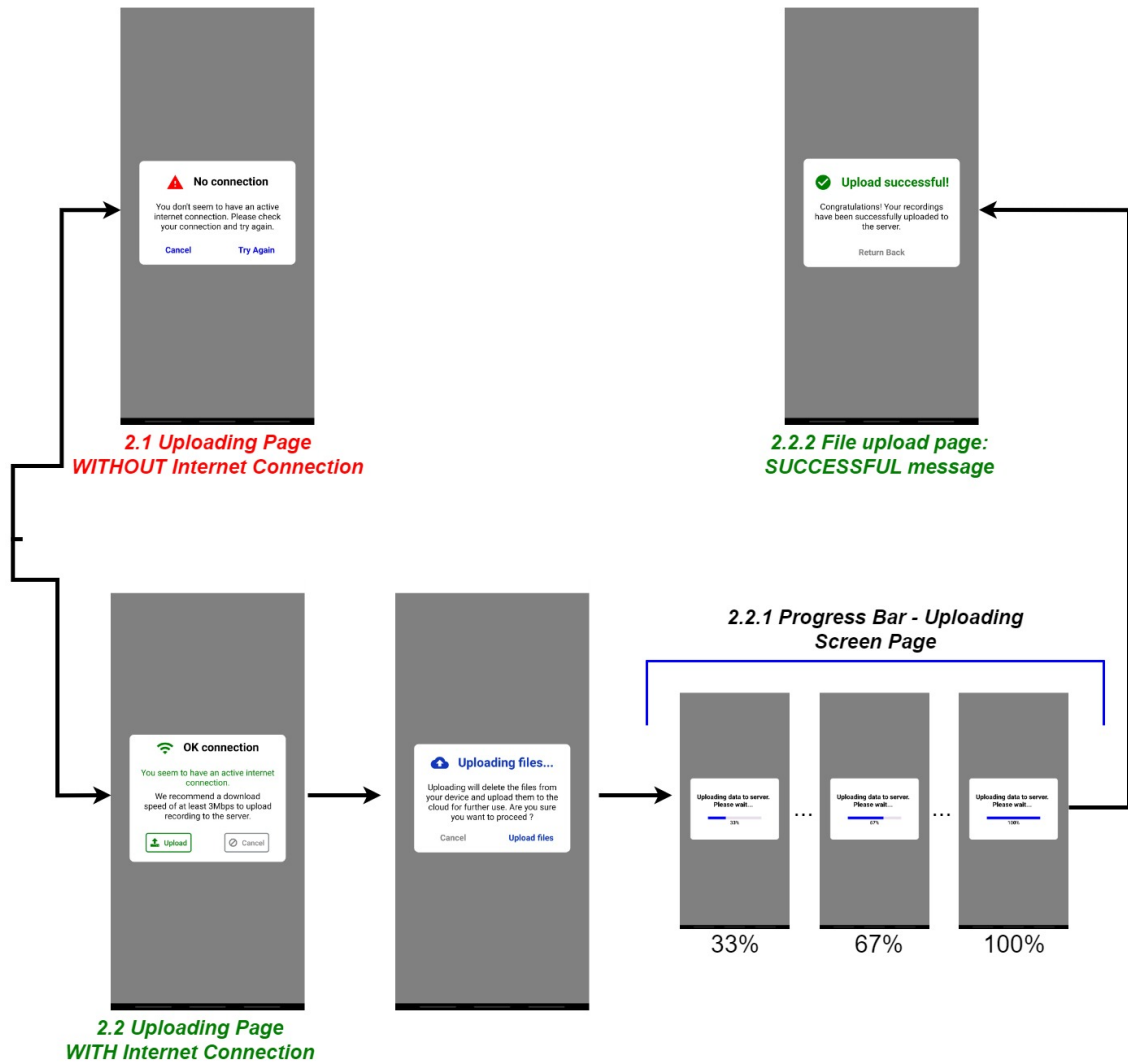 No connection
You don't seem to have an active
internet connection. Please check
your connection and try again.
Cancel Try Again
2.1 Uploading Page
WITHOUT Internet Connection
Upload successful!
Congratulations! Your recordings
have been successfully uploaded to
the server.
Return Back
2.2.2 File upload page:
SUCCESSFUL message
OK connection
You seem to have an active internet
connection.
We recommend a download
speed of at least 3Mbps to upload
recording to the server.
Upload Cancel
2.2 Uploading Page
WITH Internet Connection
Uploading files...
Uploading will delete the files from
your device and upload them to the
cloud for further use. Are you sure
you want to proceed ?
Cancel Upload files
2.2.1 Progress Bar - Uploading
Screen Page
Uploading data to server.
Please wait...
33%
33%
...
Uploading data to server.
Please wait...
67%
67%
...
Uploading data to server.
Please wait...
100%
100%